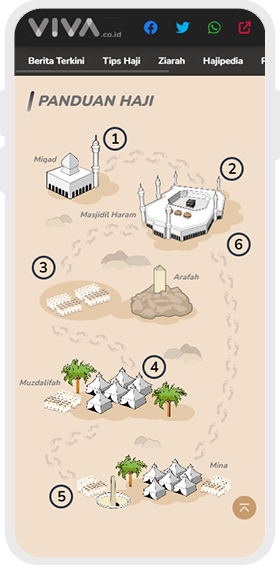 VIVA.co.id
Berita Terkini Tips Haji Ziarah Hajipedia
PANDUAN HAJI
1
Miqad
2
Masjidil Haram
6
3
Arafah
4
Muzdalifah
Mina
5